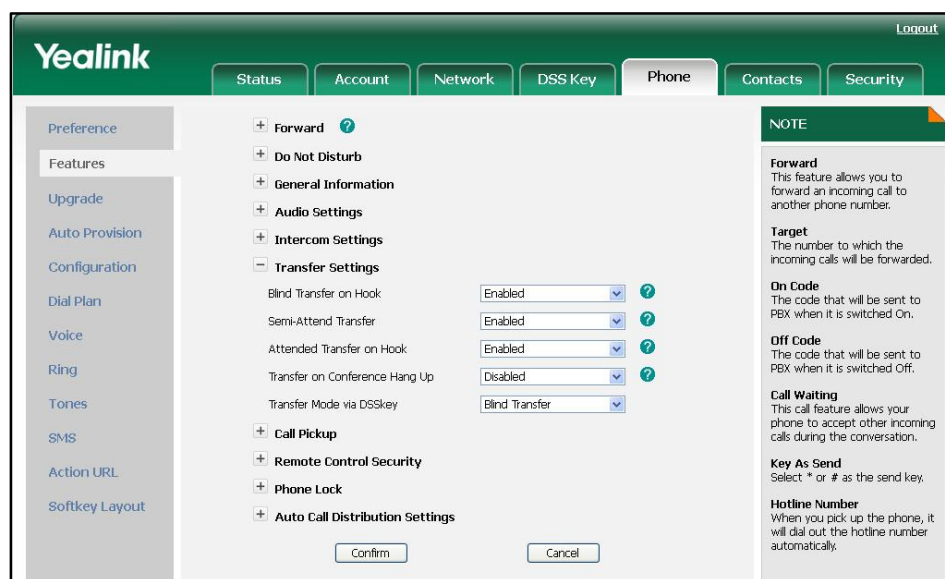 Logout
Yealink
Status Account Network DSS Key Phone Contacts Security
Preference
Features
Upgrade
Auto Provision
Configuration
Dial Plan
Voice
Ring
Tones
SMS
Action URL
Softkey Layout
Forward ?
Do Not Disturb
General Information
Audio Settings
Intercom Settings
Transfer Settings
Blind Transfer on Hook Enabled ?
Semi-Attend Transfer Enabled ?
Attended Transfer on Hook Enabled ?
Transfer on Conference Hang Up Disabled ?
Transfer Mode via DSSkey Blind Transfer
Call Pickup
Remote Control Security
Phone Lock
Auto Call Distribution Settings
Confirm Cancel
NOTE
Forward
This feature allows you to
forward an incoming call to
another phone number.
Target
The number to which the
incoming calls will be forwarded.
On Code
The code that will be sent to
PBX when it is switched On.
Off Code
The code that will be sent to
PBX when it is switched Off.
Call Waiting
This call feature allows your
phone to accept other incoming
calls during the conversation.
Key As Send
Select * or # as the send key.
Hotline Number
When you pick up the phone, it
will dial out the hotline number
automatically.